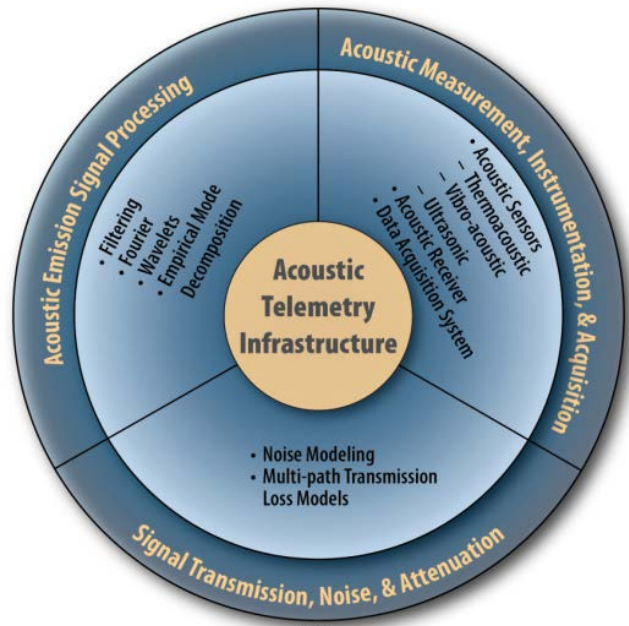 Acoustic Emission Signal Processing
• Filtering
• Fourier
• Wavelets
• Empirical Mode
Decomposition
Acoustic Measurement, Instrumentation, & Acquisition
• Acoustic Sensors
– Thermoacoustic
– Vibro-acoustic
– Ultrasonic
• Acoustic Receiver
• Data Acquisition System
Acoustic
Telemetry
Infrastructure
• Noise Modeling
• Multi-path Transmission
Loss Models
Signal Transmission, Noise, & Attenuation